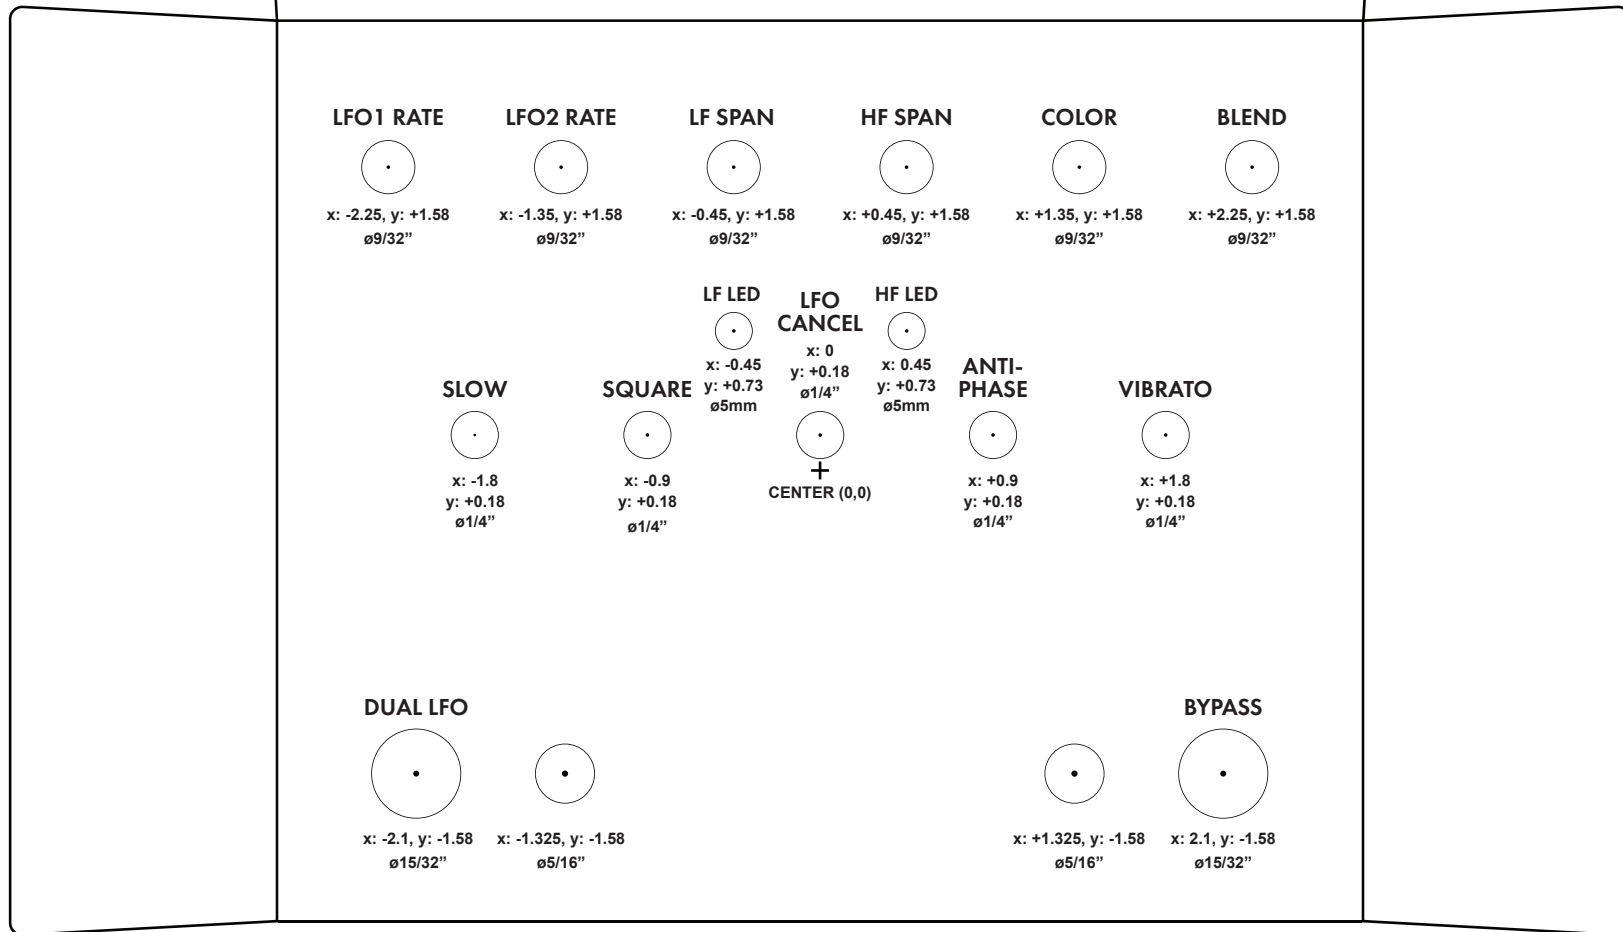 LFO1 RATE
LFO2 RATE
LF SPAN
HF SPAN
COLOR
BLEND
x: -2.25, y: +1.58
ø9/32”
x: -1.35, y: +1.58
ø9/32”
x: -0.45, y: +1.58
ø9/32”
x: +0.45, y: +1.58
ø9/32”
x: +1.35, y: +1.58
ø9/32”
x: +2.25, y: +1.58
ø9/32”
LF LED
x: -0.45
y: +0.73
ø5mm
LFO
CANCEL
x: 0
y: +0.18
ø1/4”
HF LED
x: 0.45
y: +0.73
ø5mm
SLOW
x: -1.8
y: +0.18
ø1/4”
SQUARE
x: -0.9
y: +0.18
ø1/4”
CENTER (0,0)
ANTI-
PHASE
x: +0.9
y: +0.18
ø1/4”
VIBRATO
x: +1.8
y: +0.18
ø1/4”
DUAL LFO
x: -2.1, y: -1.58
ø15/32”
x: -1.325, y: -1.58
ø5/16”
x: +1.325, y: -1.58
ø5/16”
BYPASS
x: 2.1, y: -1.58
ø15/32”